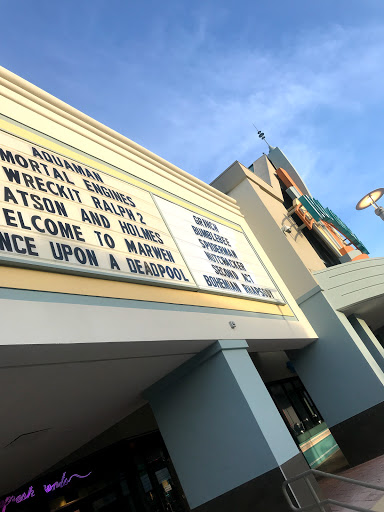 AQUAMAN
MORTAL ENGINES
WRECKIT RALPH 2
ATSON AND HOLMES
ELCOME TO MARWEN
NCE UPON A DEADPOOL
GRINCH
BUMBLEBEE
SPIDERMAN
NUTCRACKER
SECOND ACT
BOHEMIAN RHAPSODY